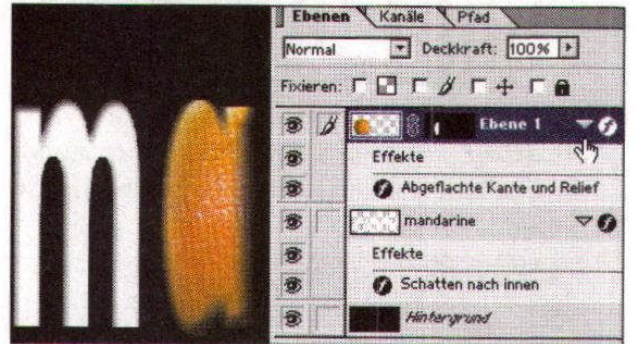 m
Ebenen Kanäle Pfad
Normal Deckkraft: 100%
Fixieren:
Ebene 1
Effekte
Abgeflachte Kante und Relief
mandarine
Effekte
Schatten nach innen
Hintergrund